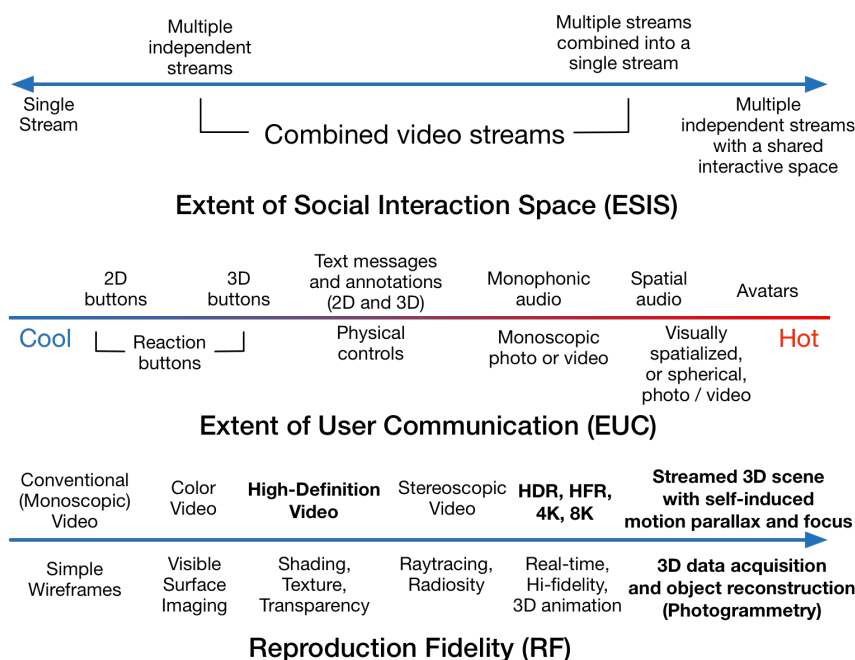 Multiple
independent
streams
Multiple streams
combined into a
single stream
Single
Stream
Combined video streams
Multiple
independent streams
with a shared
interactive space
Extent of Social Interaction Space (ESIS)
2D
buttons
3D
buttons
Text messages
and annotations
(2D and 3D)
Monophonic
audio
Spatial
audio
Avatars
Cool
Reaction
buttons
Physical
controls
Monoscopic
photo or video
Visually
spatialized,
or spherical,
photo / video
Hot
Extent of User Communication (EUC)
Conventional
(Monoscopic)
Video
Color
Video
High-Definition
Video
Stereoscopic
Video
HDR, HFR,
4K, 8K
Streamed 3D scene
with self-induced
motion parallax and focus
Simple
Wireframes
Visible
Surface
Imaging
Shading,
Texture,
Transparency
Raytracing,
Radiosity
Real-time,
Hi-fidelity,
3D animation
3D data acquisition
and object reconstruction
(Photogrammetry)
Reproduction Fidelity (RF)